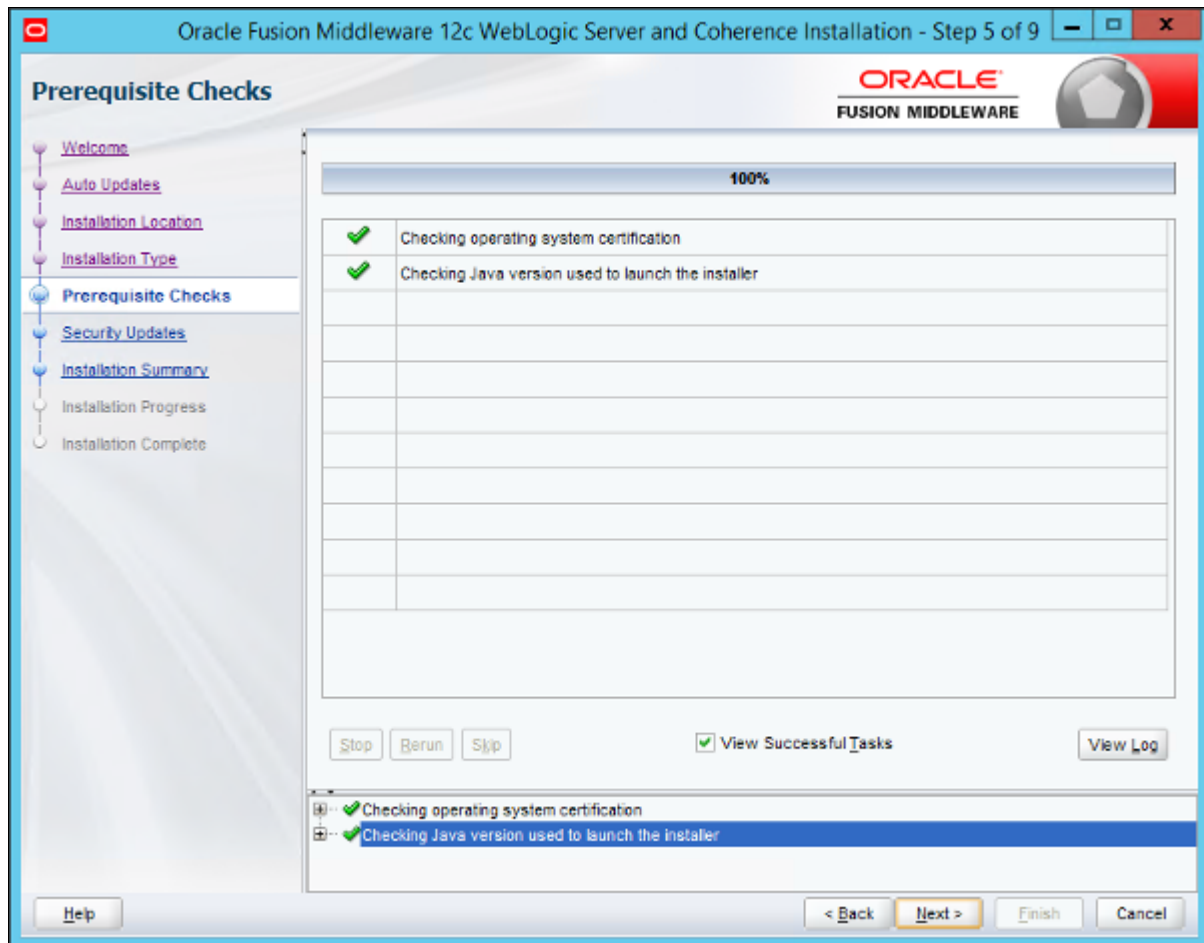 Oracle Fusion Middleware 12c WebLogic Server and Coherence Installation - Step 5 of 9
Prerequisite Checks
ORACLE
FUSION MIDDLEWARE
Welcome
Auto Updates
Installation Location
Installation Type
Prerequisite Checks
Security Updates
Installation Summary
Installation Progress
Installation Complete
100%
Checking operating system certification
Checking Java version used to launch the installer
Stop Rerun Skip View Successful Tasks View Log
Checking operating system certification
Checking Java version used to launch the installer
Help < Back Next > Finish Cancel